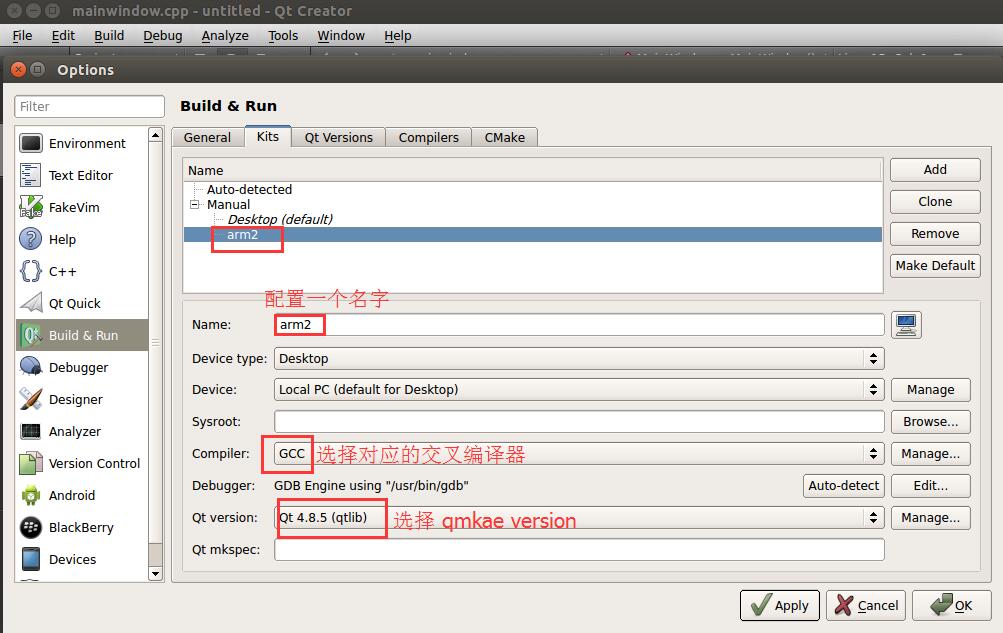 mainwindow.cpp - untitled - Qt Creator
File Edit Build Debug Analyze Tools Window Help
Options
Filter
Build & Run
Environment
Text Editor
FakeVim
Help
C++
Qt Quick
Build & Run
Debugger
Designer
Analyzer
Version Control
Android
BlackBerry
Devices
General Kits Qt Versions Compilers CMake
Name
Auto-detected
Manual
Desktop (default)
arm2
Add
Clone
Remove
Make Default
配置一个名字
Name: arm2
Device type: Desktop
Device: Local PC (default for Desktop) Manage
Sysroot: Browse...
Compiler: GCC 选择对应的交叉编译器 Manage...
Debugger: GDB Engine using "/usr/bin/gdb" Auto-detect Edit...
Qt version: Qt 4.8.5 (qtlib) 选择 qmkae version Manage...
Qt mkspec:
Apply Cancel OK